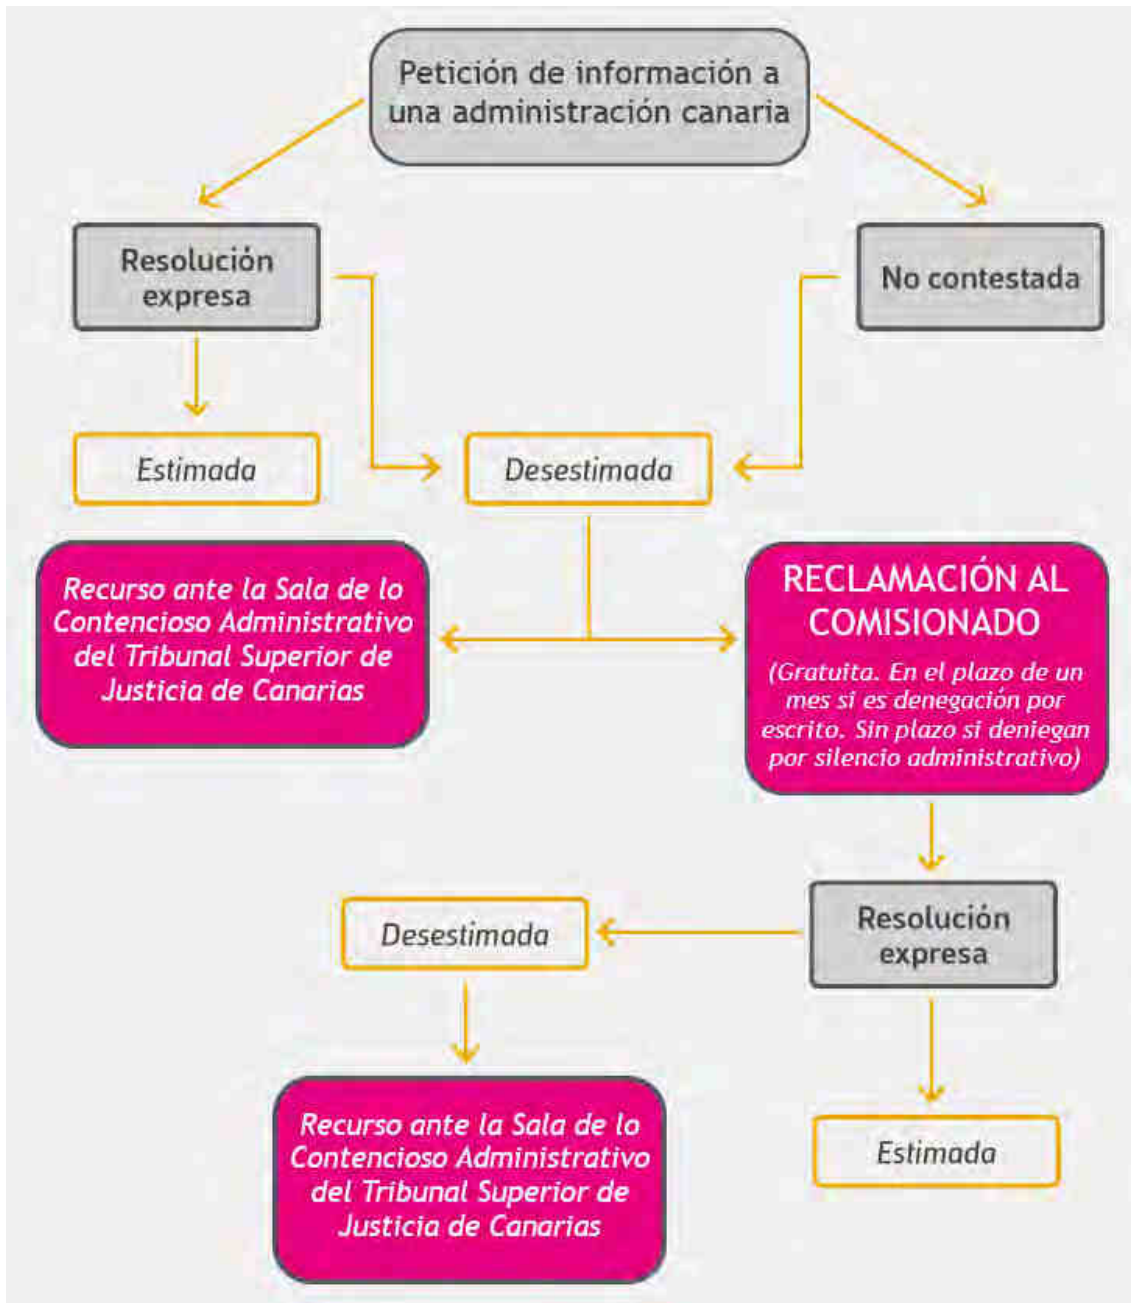 Petición de información a
una administración canaria
Resolución
expresa
No contestada
Estimada
Desestimada
Recurso ante la Sala de lo
Contencioso Administrativo
del Tribunal Superior de
Justicia de Canarias
RECLAMACIÓN AL
COMISIONADO
(Gratuita. En el plazo de un
mes si es denegación por
escrito. Sin plazo si deniegan
por silencio administrativo)
Resolución
expresa
Desestimada
Recurso ante la Sala de lo
Contencioso Administrativo
del Tribunal Superior de
Justicia de Canarias
Estimada